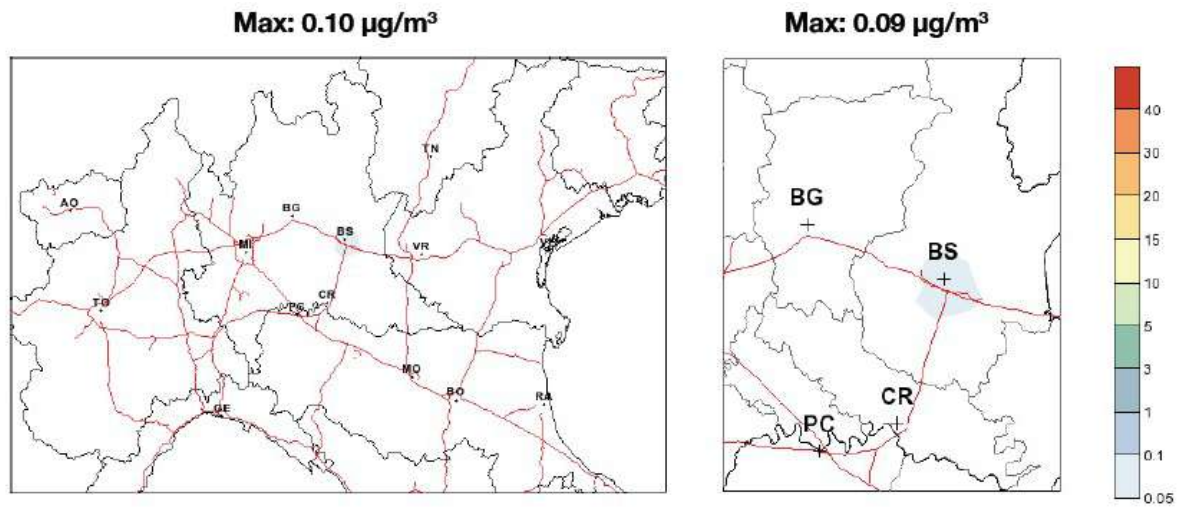 Max: 0.10 µg/m³
Max: 0.09 µg/m³
TN
AO
BG
BS
MI
VR
VE
TO
PC
CR
MO
BO
RA
GE
BG
BS
CR
PC
40
30
20
15
10
5
3
1
0.1
0.05